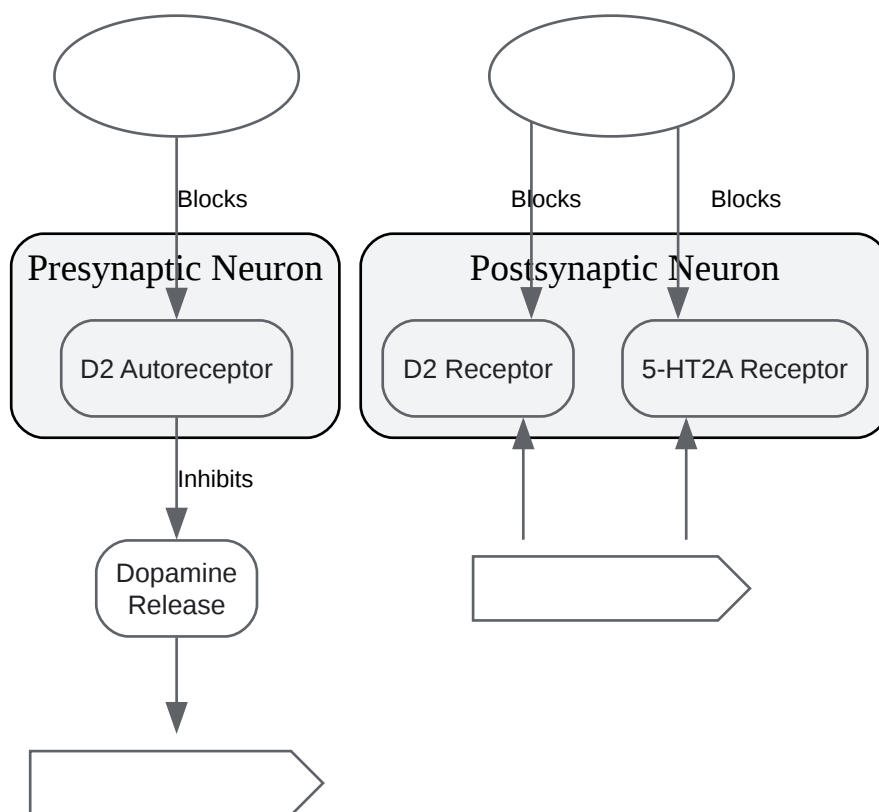 Blocks
Blocks
Blocks
Presynaptic Neuron
Postsynaptic Neuron
D2 Autoreceptor
D2 Receptor
5-HT2A Receptor
Inhibits
Dopamine
Release